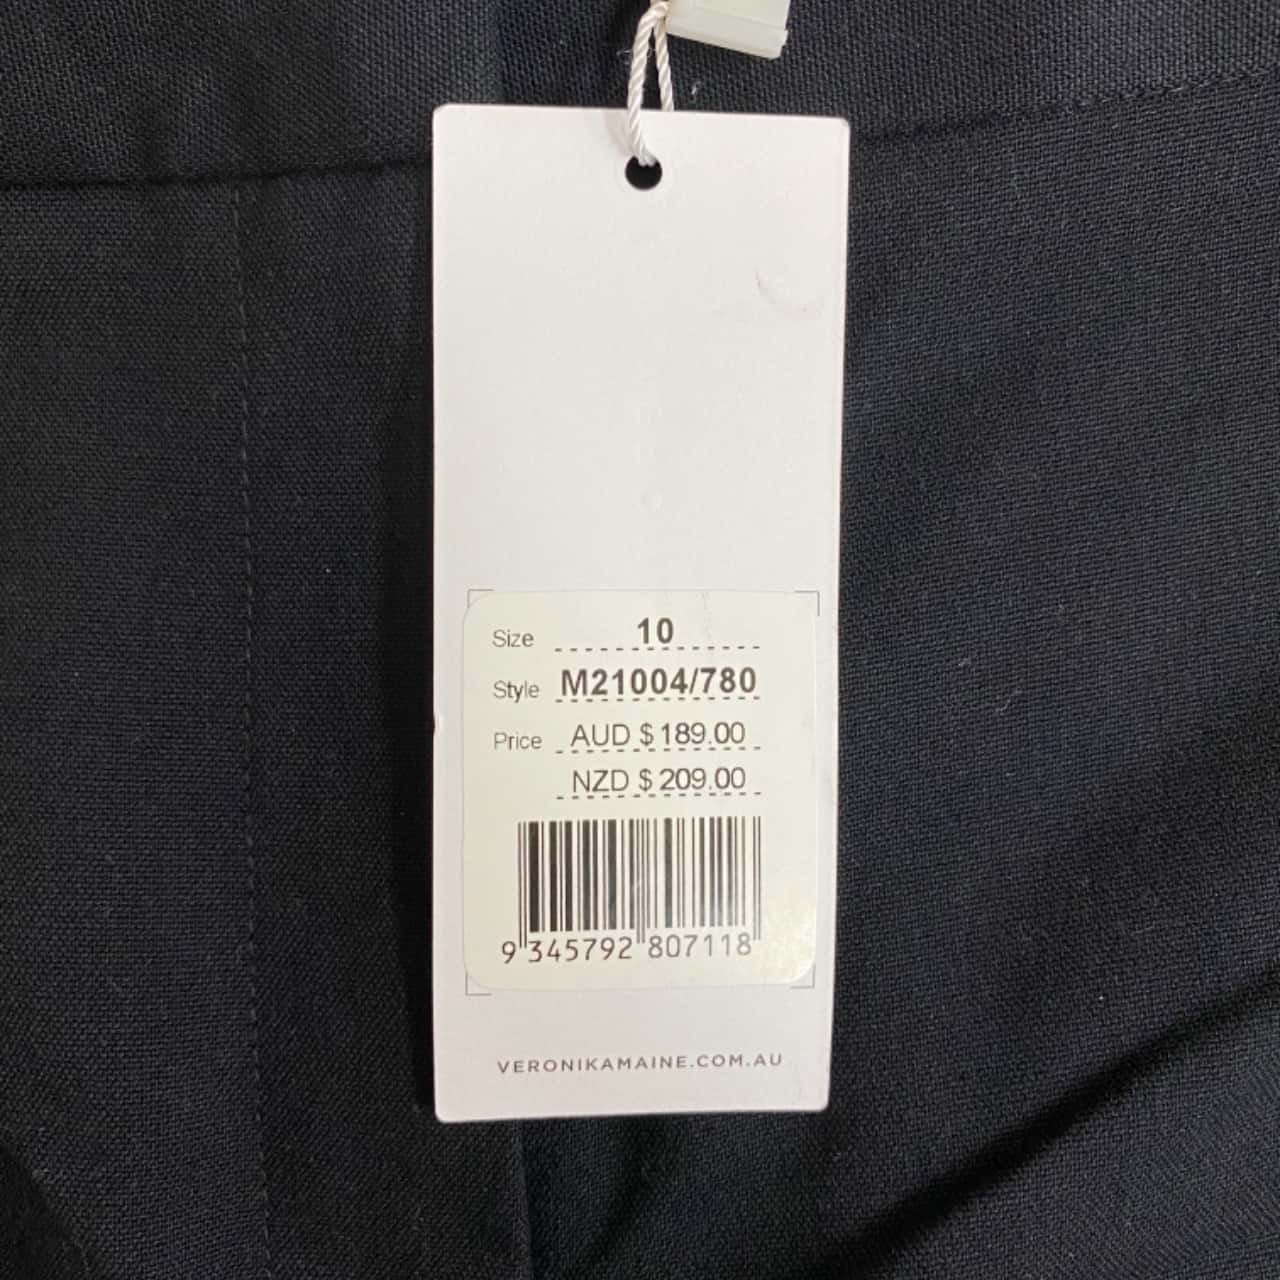 Size 10
Style M21004/780
Price AUD $189.00
NZD $209.00
9 345792 807118
VERONIKAMAINE.COM.AU